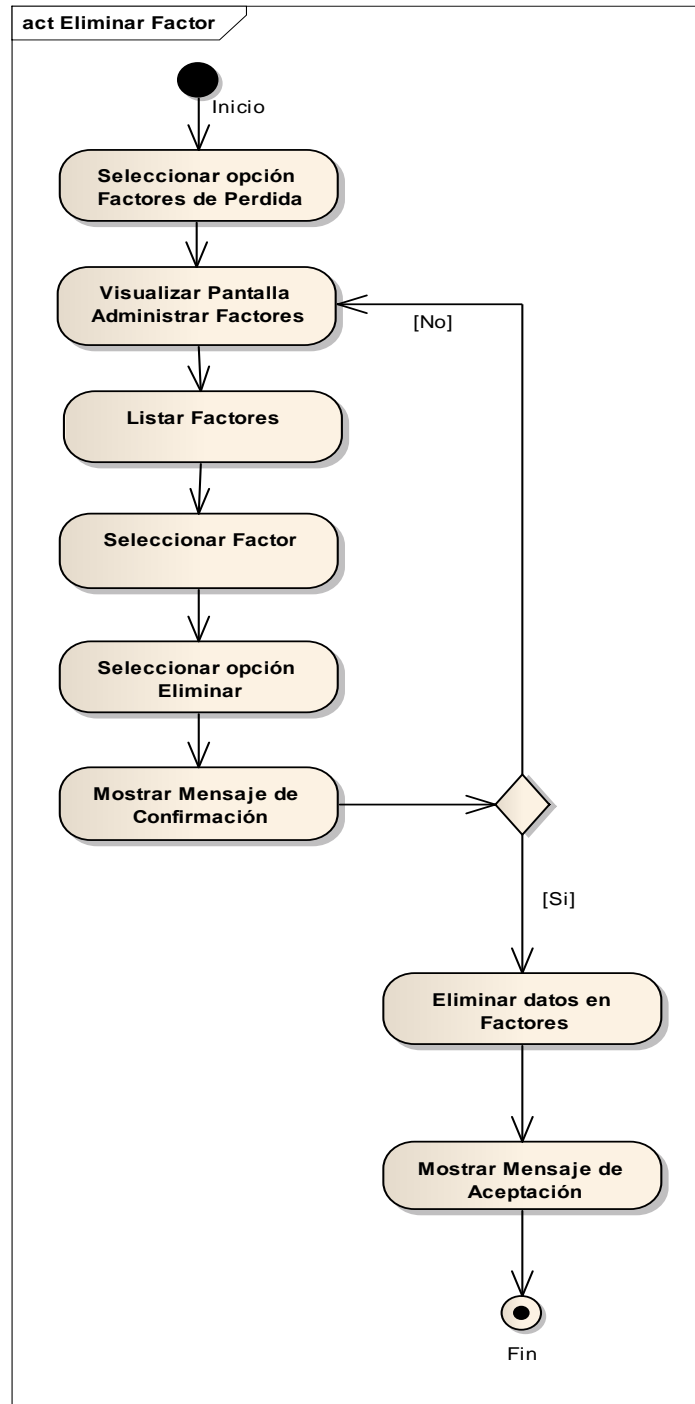 act Eliminar Factor
Inicio
Seleccionar opción
Factores de Perdida
Visualizar Pantalla
Administrar Factores
[No]
Listar Factores
Seleccionar Factor
Seleccionar opción
Eliminar
Mostrar Mensaje de
Confirmación
[Si]
Eliminar datos en
Factores
Mostrar Mensaje de
Aceptación
Fin